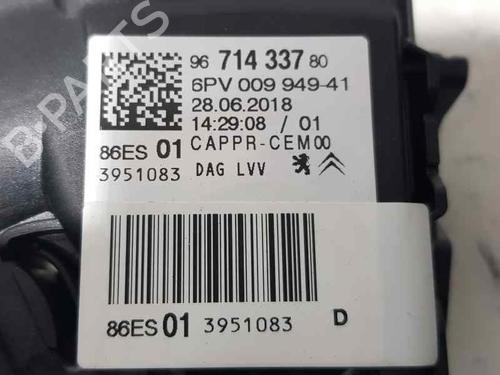 96 714 337 80
6PV 009 949-41
28.06.2018
14:29:08 / 01
86ES 01 CAPPR-CEM00
3951083 DAG LVV
86ES 01 3951083 D
B-PARTS